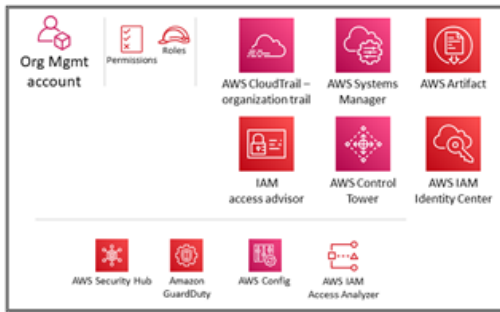 Org Mgmt
account
Permissions
Roles
AWS CloudTrail –
organization trail
AWS Systems
Manager
AWS Artifact
IAM
access advisor
AWS Control
Tower
AWS IAM
Identity Center
AWS Security Hub
Amazon
GuardDuty
AWS Config
AWS IAM
Access Analyzer